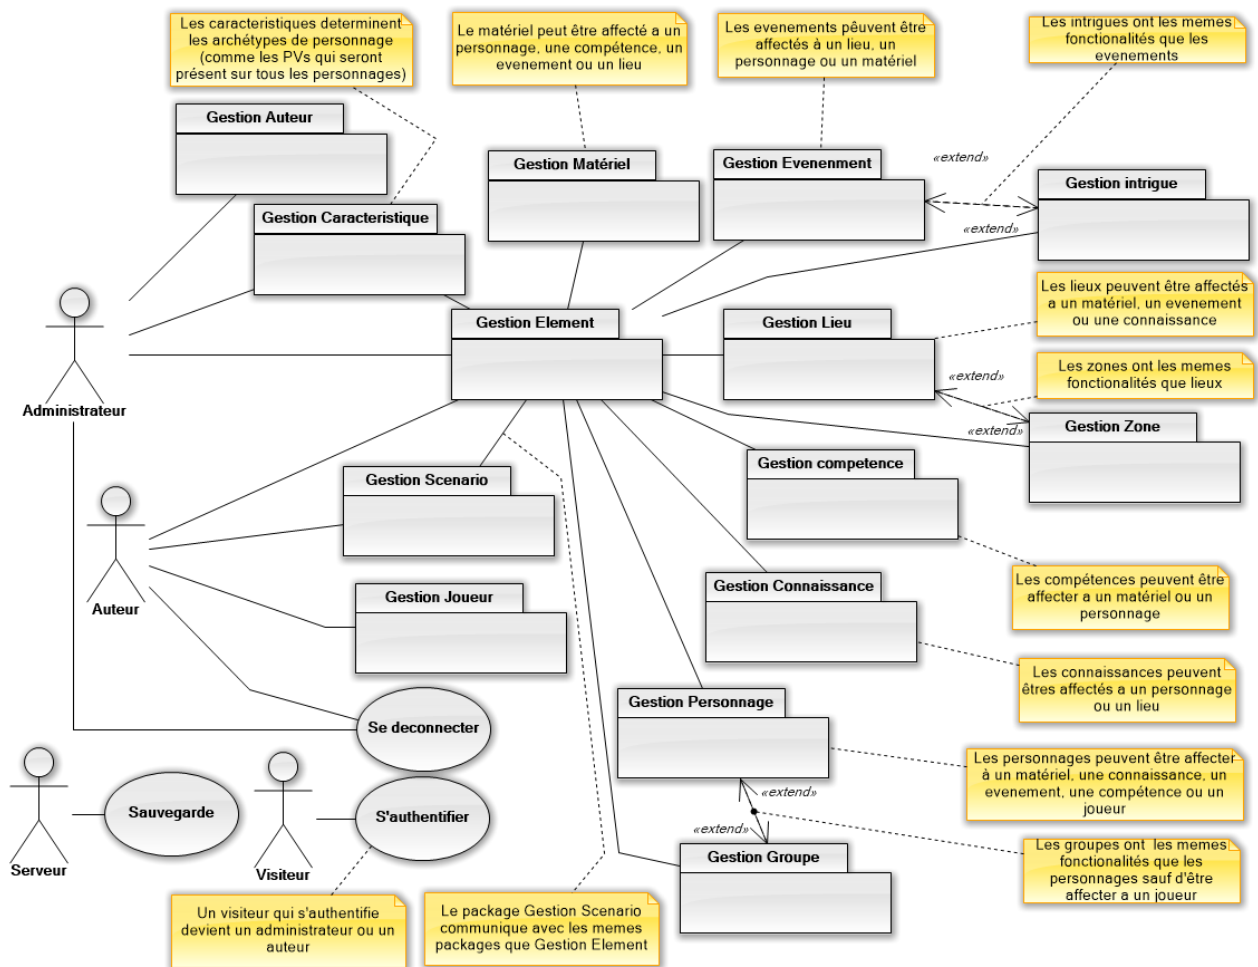 Les caracteristiques determinent
les archétypes de personnage
(comme les PVs qui seront
présent sur tous les personnages)
Le matériel peut être affecté a un
personnage, une compétence, un
evenement ou un lieu
Les evenements pêuvent être
affectés à un lieu, un
personnage ou un matériel
Les intrigues ont les memes
fonctionalités que les
evenements
Gestion Auteur
Gestion Matériel
Gestion Evenenment
«extend»
Gestion intrigue
«extend»
Gestion Caracteristique
Les lieux peuvent être affectés
a un matériel, un evenement
ou une connaissance
Gestion Element
Gestion Lieu
Les zones ont les memes
fonctionalités que lieux
«extend»
«extend»
Gestion Zone
Administrateur
Gestion Scenario
Gestion competence
Auteur
Gestion Joueur
Gestion Connaissance
Les compétences peuvent être
affecter a un matériel ou un
personnage
Les connaissances peuvent
êtres affectés a un personnage
ou un lieu
Gestion Personnage
Se deconnecter
Les personnages peuvent être affecter
à un matériel, une connaissance, un
evenement, une compétence ou un
joueur
«extend»
«extend»
Sauvegarde
S'authentifier
Serveur
Visiteur
Gestion Groupe
Les groupes ont les memes
fonctionalités que les
personnages sauf d'être
affecter a un joueur
Un visiteur qui s'authentifie
devient un administrateur ou un
auteur
Le package Gestion Scenario
communique avec les memes
packages que Gestion Element